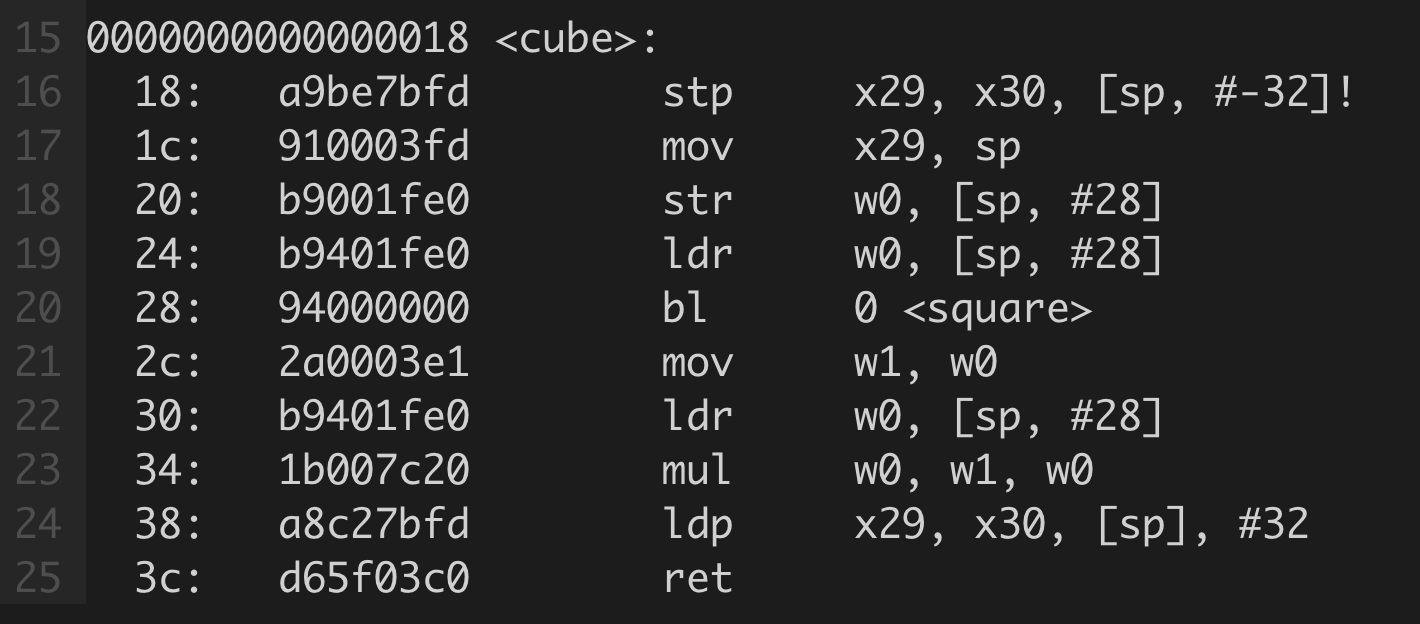 15 0000000000000018 <cube>:
16   18:   a9be7bfd        stp     x29, x30, [sp, #-32]!
17   1c:   910003fd        mov     x29, sp
18   20:   b9001fe0        str     w0, [sp, #28]
19   24:   b9401fe0        ldr     w0, [sp, #28]
20   28:   94000000        bl      0 <square>
21   2c:   2a0003e1        mov     w1, w0
22   30:   b9401fe0        ldr     w0, [sp, #28]
23   34:   1b007c20        mul     w0, w1, w0
24   38:   a8c27bfd        ldp     x29, x30, [sp], #32
25   3c:   d65f03c0        ret